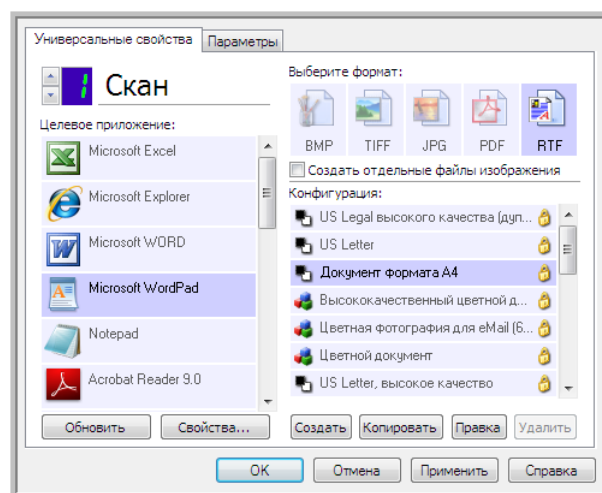 Универсальные свойства
Параметры
1 Скан
Целевое приложение:
Microsoft Excel
Microsoft Explorer
Microsoft WORD
Microsoft WordPad
Notepad
Acrobat Reader 9.0
Обновить
Свойства...
Выберите формат:
BMP
TIFF
JPG
PDF
RTF
Создать отдельные файлы изображения
Конфигурация:
US Legal высокого качества (дуп...
US Letter
Документ формата A4
Высококачественный цветной д...
Цветная фотография для eMail (6...
Цветной документ
US Letter, высокое качество
Создать
Копировать
Правка
Удалить
OK
Отмена
Применить
Справка